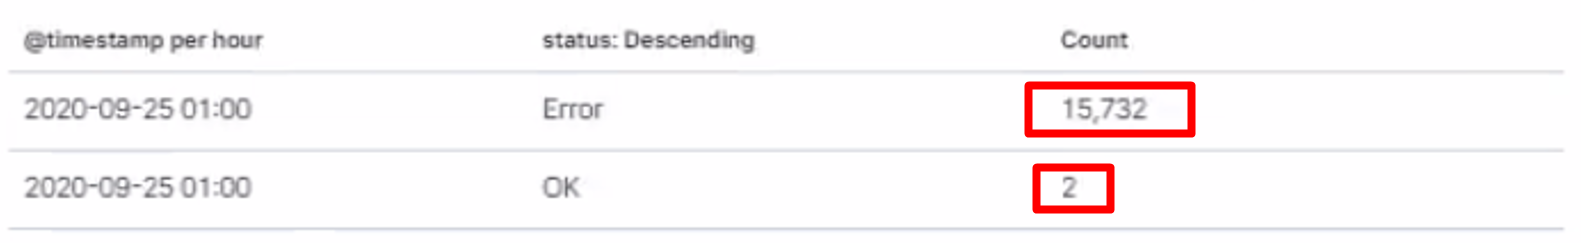 @timestamp per hour status: Descending Count
2020-09-25 01:00 Error 15,732
2020-09-25 01:00 OK 2